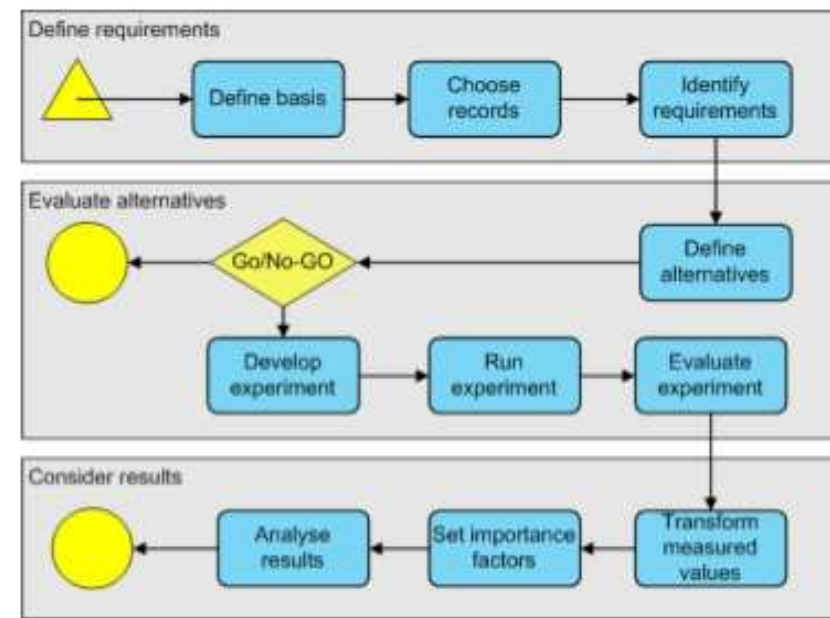 Define requirements
Define basis
Choose
records
Identify
requirements
Evaluate alternatives
Go/No-GO
Define
alternatives
Develop
experiment
Run
experiment
Evaluate
experiment
Consider results
Analyse
results
Set importance
factors
Transform
measured
values